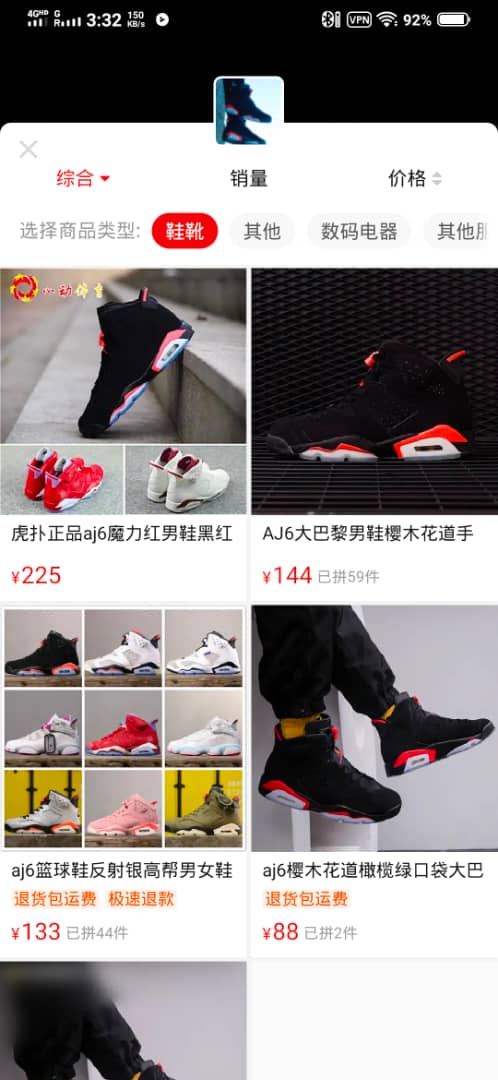 4GHD
G
R
3:32
150
KB/s
VPN
92%
综合
销量
价格
选择商品类型:
鞋靴
其他
数码电器
其他
心动体育
虎扑正品aj6魔力红男鞋黑红
AJ6大巴黎男鞋樱木花道手
¥225
¥144 已拼59件
aj6篮球鞋反射银高帮男女鞋
aj6樱木花道橄榄绿口袋大巴
退货包运费 极速退款
退货包运费
¥133 已拼44件
¥88 已拼2件